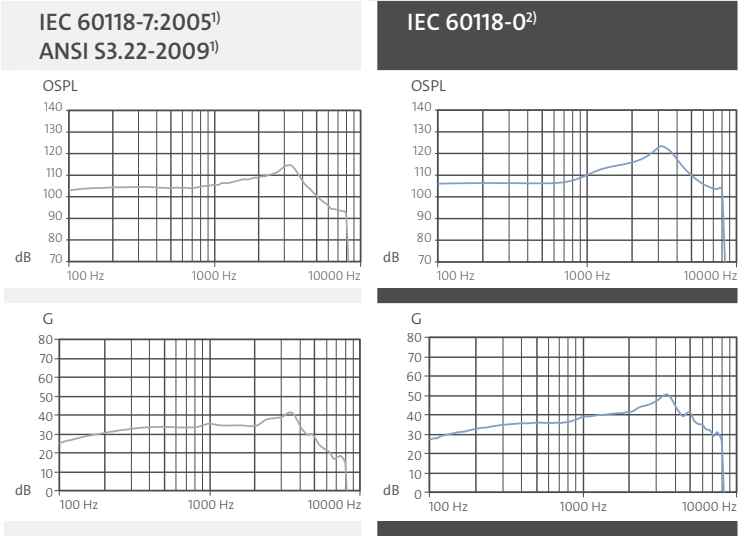 IEC 60118-7:2005¹⁾
ANSI S3.22-2009¹⁾
IEC 60118-0²⁾
OSPL
140
130
120
110
100
90
80
70
dB
100 Hz
1000 Hz
10000 Hz
OSPL
140
130
120
110
100
90
80
70
dB
100 Hz
1000 Hz
10000 Hz
G
80
70
60
50
40
30
20
10
0
dB
100 Hz
1000 Hz
10000 Hz
G
80
70
60
50
40
30
20
10
0
dB
100 Hz
1000 Hz
10000 Hz